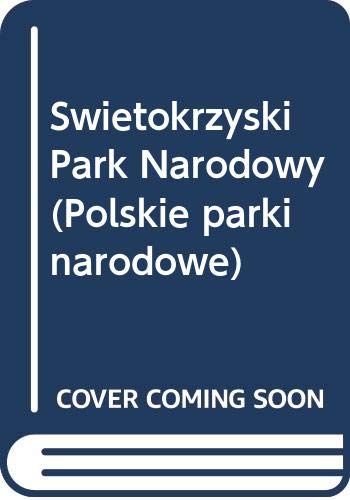 Swietokrzyski
Park Narodowy
(Polskie parki
narodowe)
COVER COMING SOON